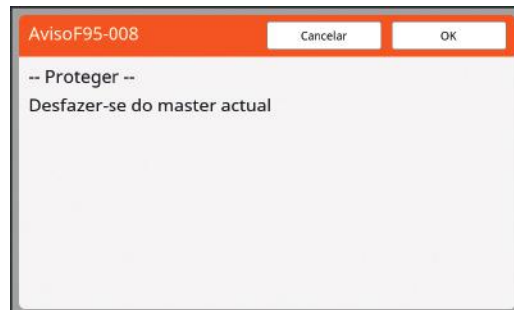 AvisoF95-008
Cancelar
OK
-- Proteger --
Desfazer-se do master actual